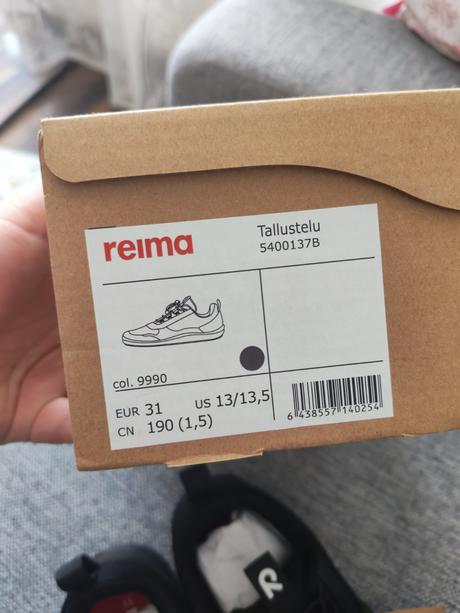 reima
Tallustelu
5400137B
col. 9990
EUR 31 US 13/13,5
CN 190 (1,5)
6 438557 140254
R